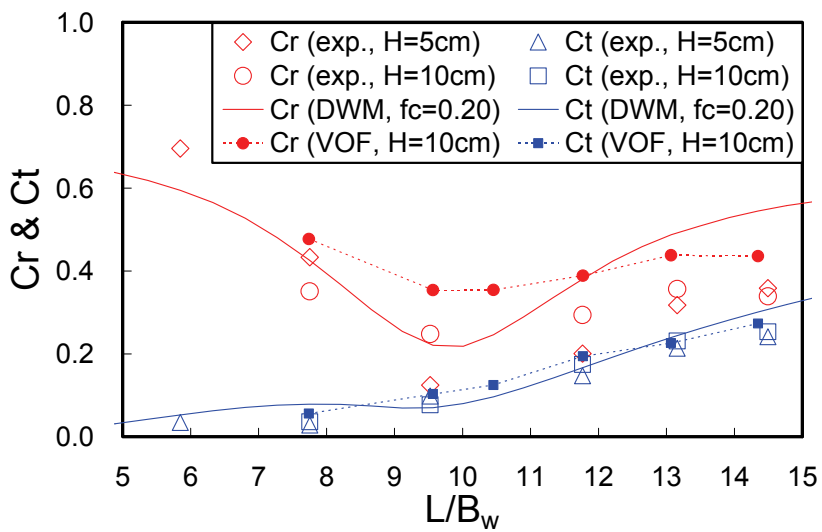 1.0
0.8
0.6
0.4
0.2
0.0
Cr & Ct
Cr (exp., H=5cm)
Ct (exp., H=5cm)
Cr (exp., H=10cm)
Ct (exp., H=10cm)
Cr (DWM, fc=0.20)
Ct (DWM, fc=0.20)
Cr (VOF, H=10cm)
Ct (VOF, H=10cm)
5 6 7 8 9 10 11 12 13 14 15
L/Bw